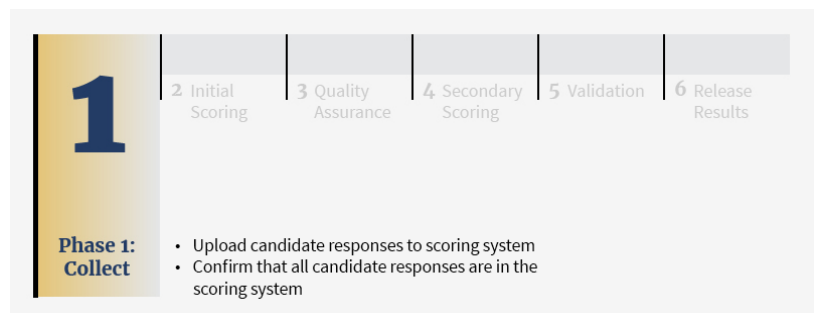 1
2 Initial
Scoring
3 Quality
Assurance
4 Secondary
Scoring
5 Validation
6 Release
Results
Phase 1:
Collect
• Upload candidate responses to scoring system
• Confirm that all candidate responses are in the
scoring system